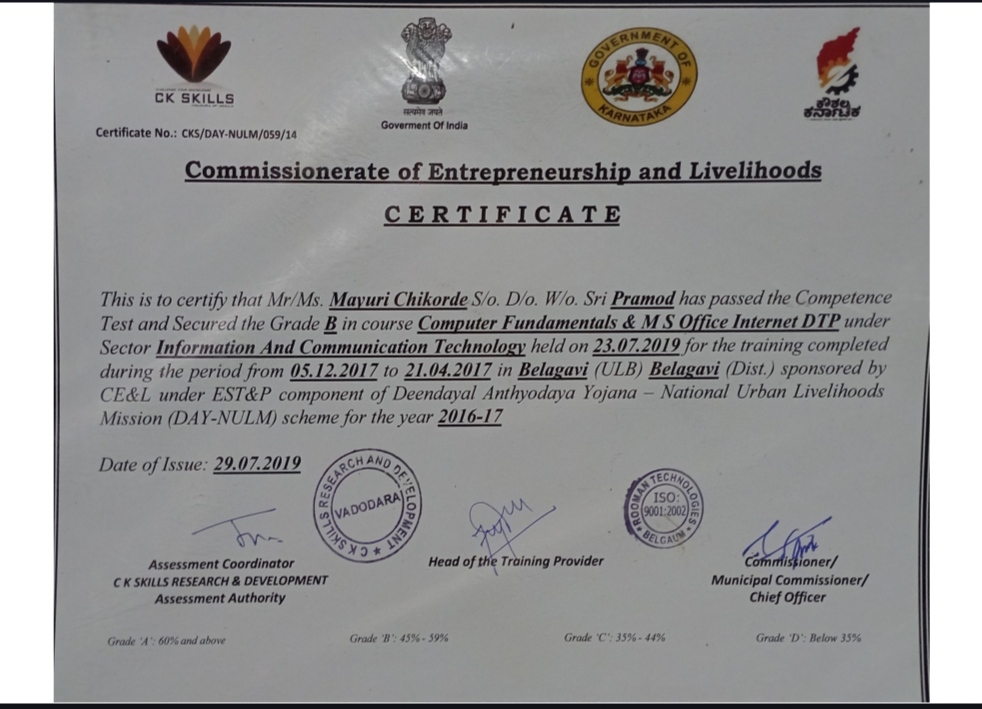 CK SKILLS
सत्यमेव जयते
Goverment Of India
GOVERNMENT OF KARNATAKA
ಕೌಶಲ್ಯ
ಕರ್ನಾಟಕ
Certificate No.: CKS/DAY-NULM/059/14
Commissionerate of Entrepreneurship and Livelihoods
CERTIFICATE
This is to certify that Mr/Ms. Mayuri Chikorde S/o. D/o. W/o. Sri Pramod has passed the Competence
Test and Secured the Grade B in course Computer Fundamentals & M S Office Internet DTP under
Sector Information And Communication Technology held on 23.07.2019 for the training completed
during the period from 05.12.2017 to 21.04.2017 in Belagavi (ULB) Belagavi (Dist.) sponsored by
CE&L under EST&P component of Deendayal Anthyodaya Yojana – National Urban Livelihoods
Mission (DAY-NULM) scheme for the year 2016-17
Date of Issue: 29.07.2019
CK SKILLS RESEARCH AND DEVELOPMENT
VADODARA
ROOMAN TECHNOLOGIES
ISO:
9001:2002
BELGAUM
Assessment Coordinator
C K SKILLS RESEARCH & DEVELOPMENT
Assessment Authority
Head of the Training Provider
Commissioner/
Municipal Commissioner/
Chief Officer
Grade 'A': 60% and above
Grade 'B': 45% - 59%
Grade 'C': 35% - 44%
Grade 'D': Below 35%